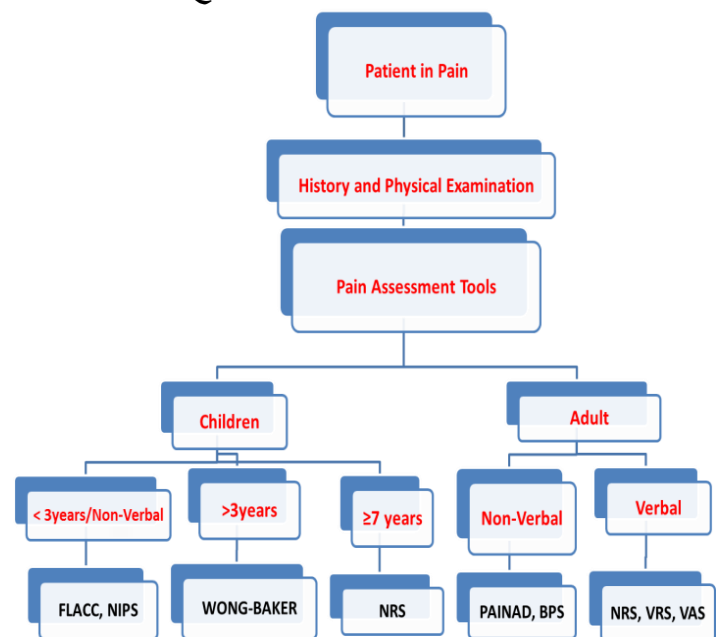 Patient in Pain
History and Physical Examination
Pain Assessment Tools
Children
Adult
< 3years/Non-Verbal
>3years
≥7 years
Non-Verbal
Verbal
FLACC, NIPS
WONG-BAKER
NRS
PAINAD, BPS
NRS, VRS, VAS